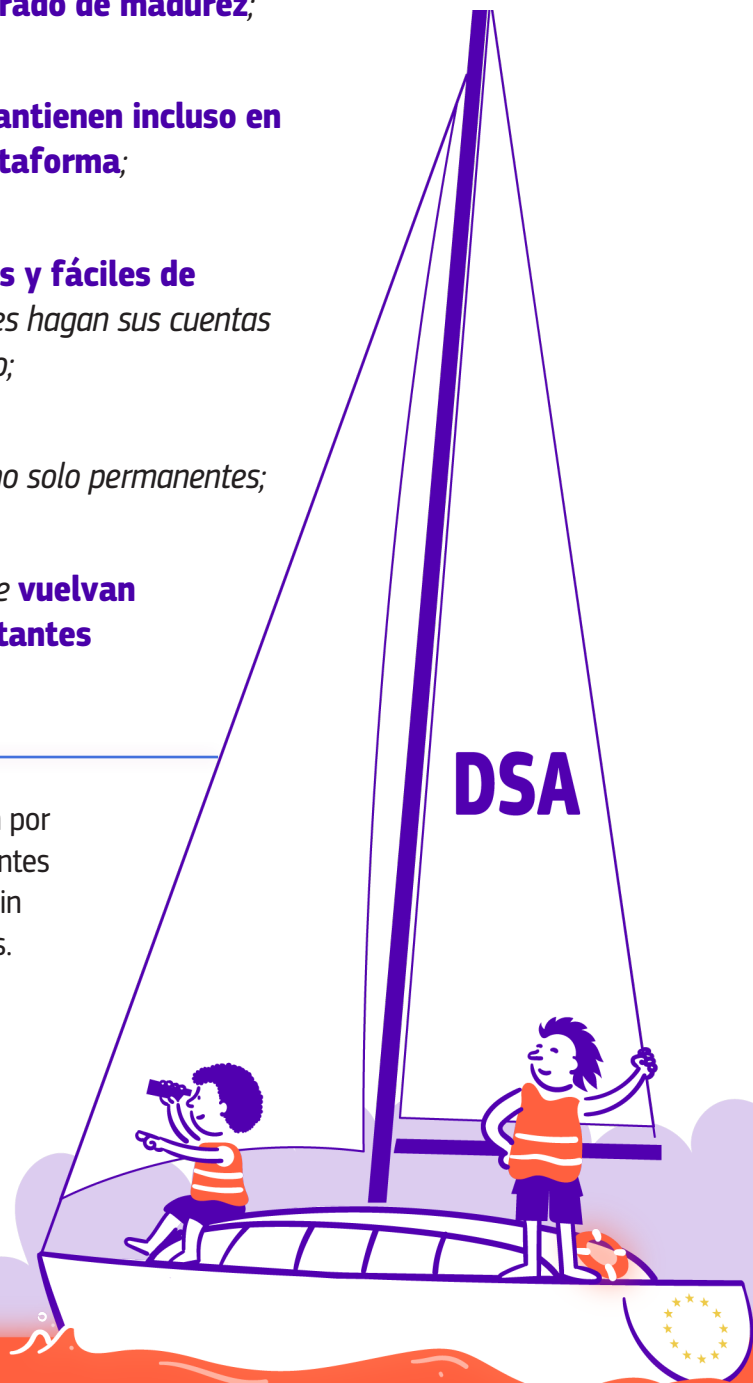 rado de madurez;
antienen incluso en
taforma;
s y fáciles de
es hagan sus cuentas
o;
no solo permanentes;
e vuelvan
tantes
por
ntes
in
s.
DSA